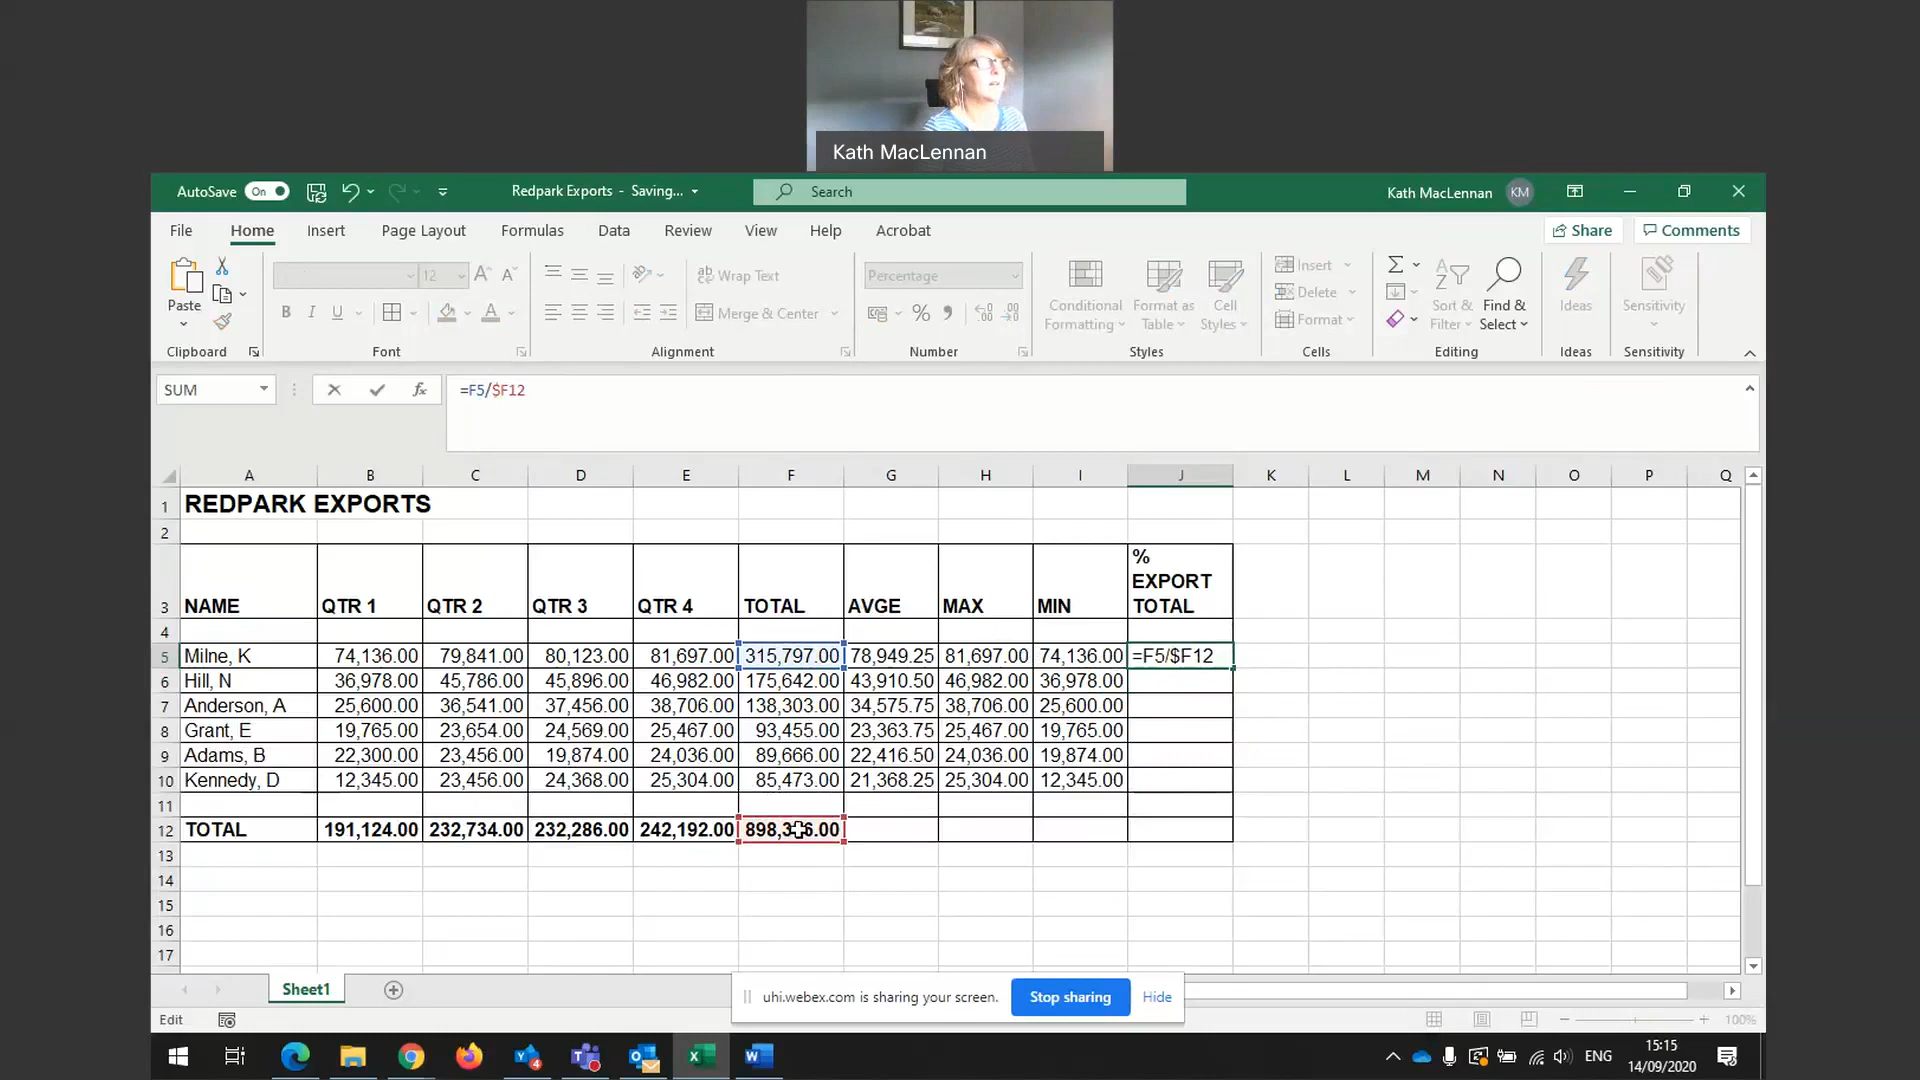 Kath MacLennan
AutoSave On Redpark Exports - Saving... Search Kath MacLennan KM
File Home Insert Page Layout Formulas Data Review View Help Acrobat Share Comments
Paste 12 Wrap Text Percentage Conditional Formatting Format as Table Cell Styles Insert Sort & Filter Find & Select Ideas Sensitivity
B I U Merge & Center % Delete
Format
Clipboard Font Alignment Number Styles Cells Editing Ideas Sensitivity
SUM fx =F5/$F12
A B C D E F G H I J K L M N O P Q
1 REDPARK EXPORTS
2
3 NAME QTR 1 QTR 2 QTR 3 QTR 4 TOTAL AVGE MAX MIN % EXPORT TOTAL
4
5 Milne, K 74,136.00 79,841.00 80,123.00 81,697.00 315,797.00 78,949.25 81,697.00 74,136.00 =F5/$F12
6 Hill, N 36,978.00 45,786.00 45,896.00 46,982.00 175,642.00 43,910.50 46,982.00 36,978.00
7 Anderson, A 25,600.00 36,541.00 37,456.00 38,706.00 138,303.00 34,575.75 38,706.00 25,600.00
8 Grant, E 19,765.00 23,654.00 24,569.00 25,467.00 93,455.00 23,363.75 25,467.00 19,765.00
9 Adams, B 22,300.00 23,456.00 19,874.00 24,036.00 89,666.00 22,416.50 24,036.00 19,874.00
10 Kennedy, D 12,345.00 23,456.00 24,368.00 25,304.00 85,473.00 21,368.25 25,304.00 12,345.00
11
12 TOTAL 191,124.00 232,734.00 232,286.00 242,192.00
13
14
15
16
17
Sheet1
uhi.webex.com is sharing your screen. Stop sharing Hide
Edit 100%
4 ENG 15:15
14/09/2020